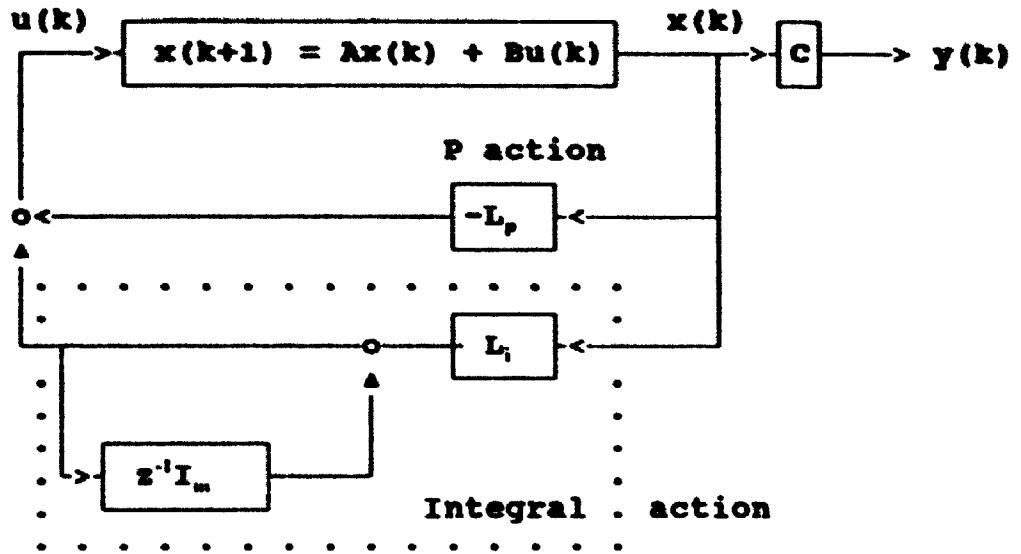 u(k)
x(k+1) = Ax(k) + Bu(k)
x(k)
C
y(k)
P action
-Lₚ
Lᵢ
z⁻¹Iₘ
Integral action